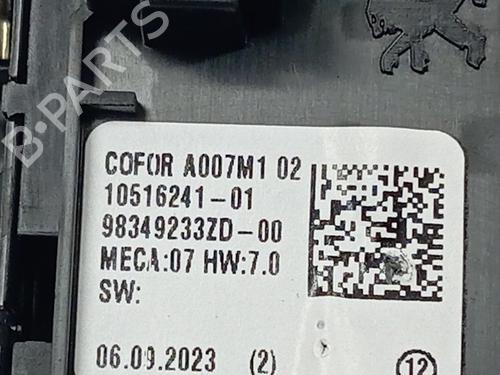 B-PARTS
COFOR A007M1 02
10516241-01
98349233ZD-00
MECA:07 HW:7.0
SW:
06.09.2023 (2)
12